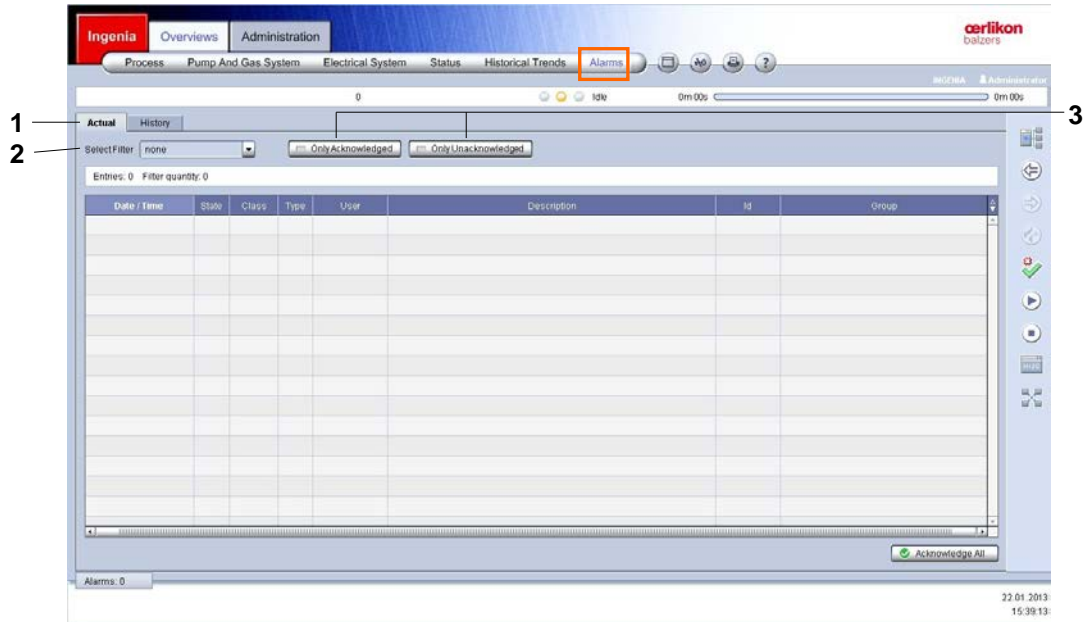 Ingenia Overviews Administration
œrlikon
balzers
Process Pump And Gas System Electrical System Status Historical Trends Alarms ?
INGENIA Administrator
0 Idle 0m 00s 0m 00s
1 Actual History 3
2 Select Filter none Only Acknowledged Only Unacknowledged
Entries: 0 Filter quantity: 0
Date / Time State Class Type User Description Id Group
Acknowledge All
Alarms: 0
22.01.2013
15:39:13